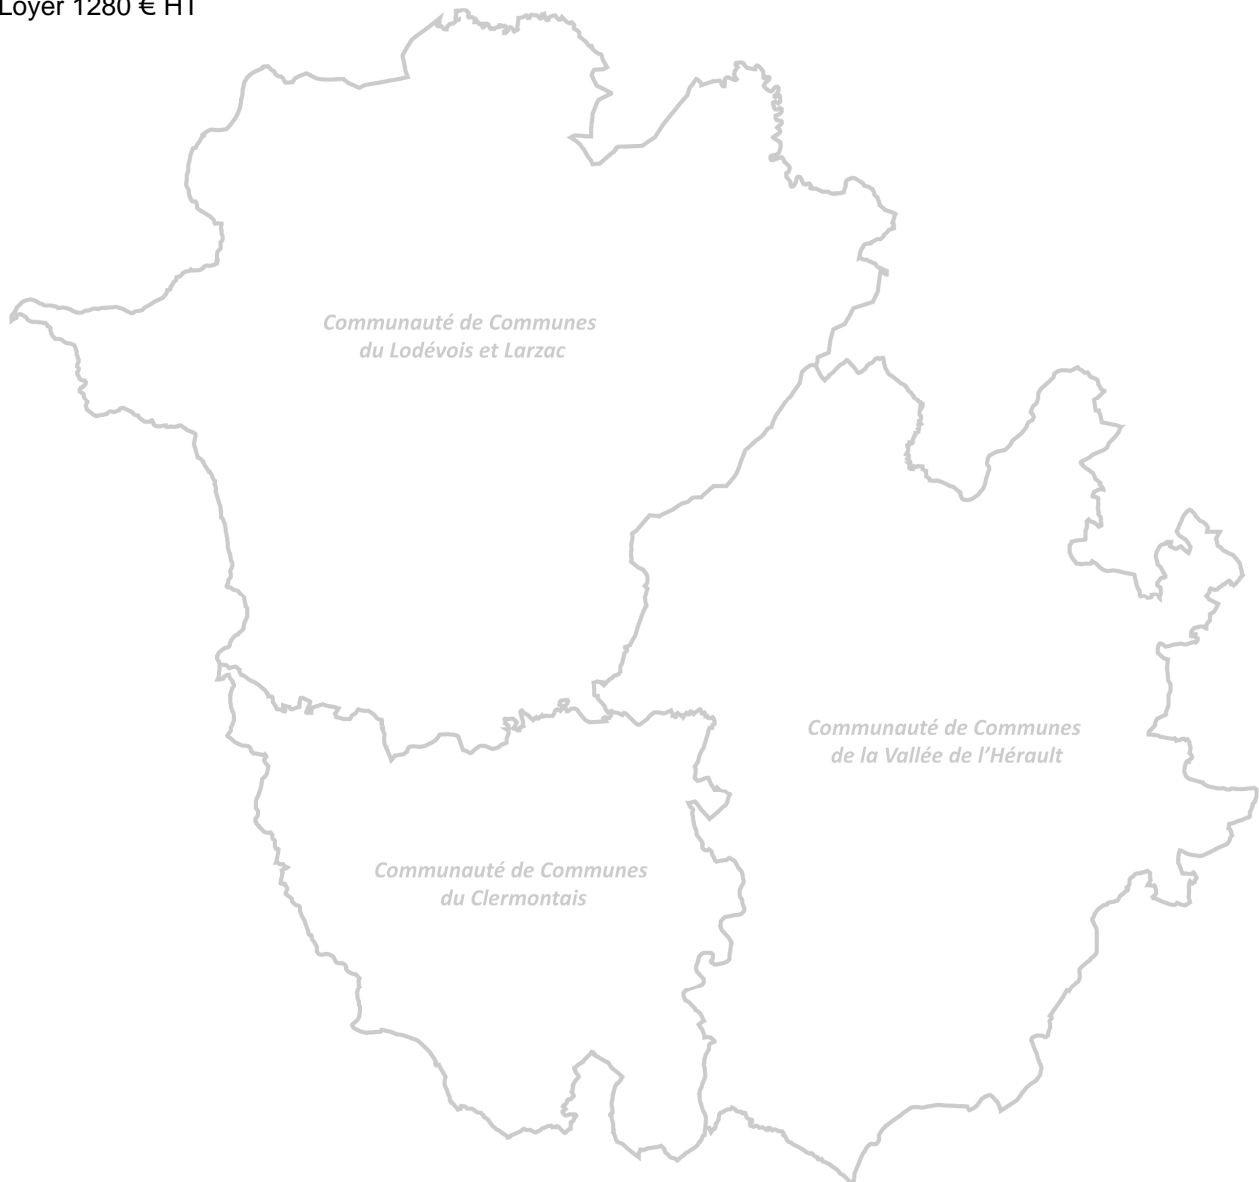 Loyer 1280 € HT
Communauté de Communes
du Lodévois et Larzac
Communauté de Communes
de la Vallée de l'Hérault
Communauté de Communes
du Clermontais